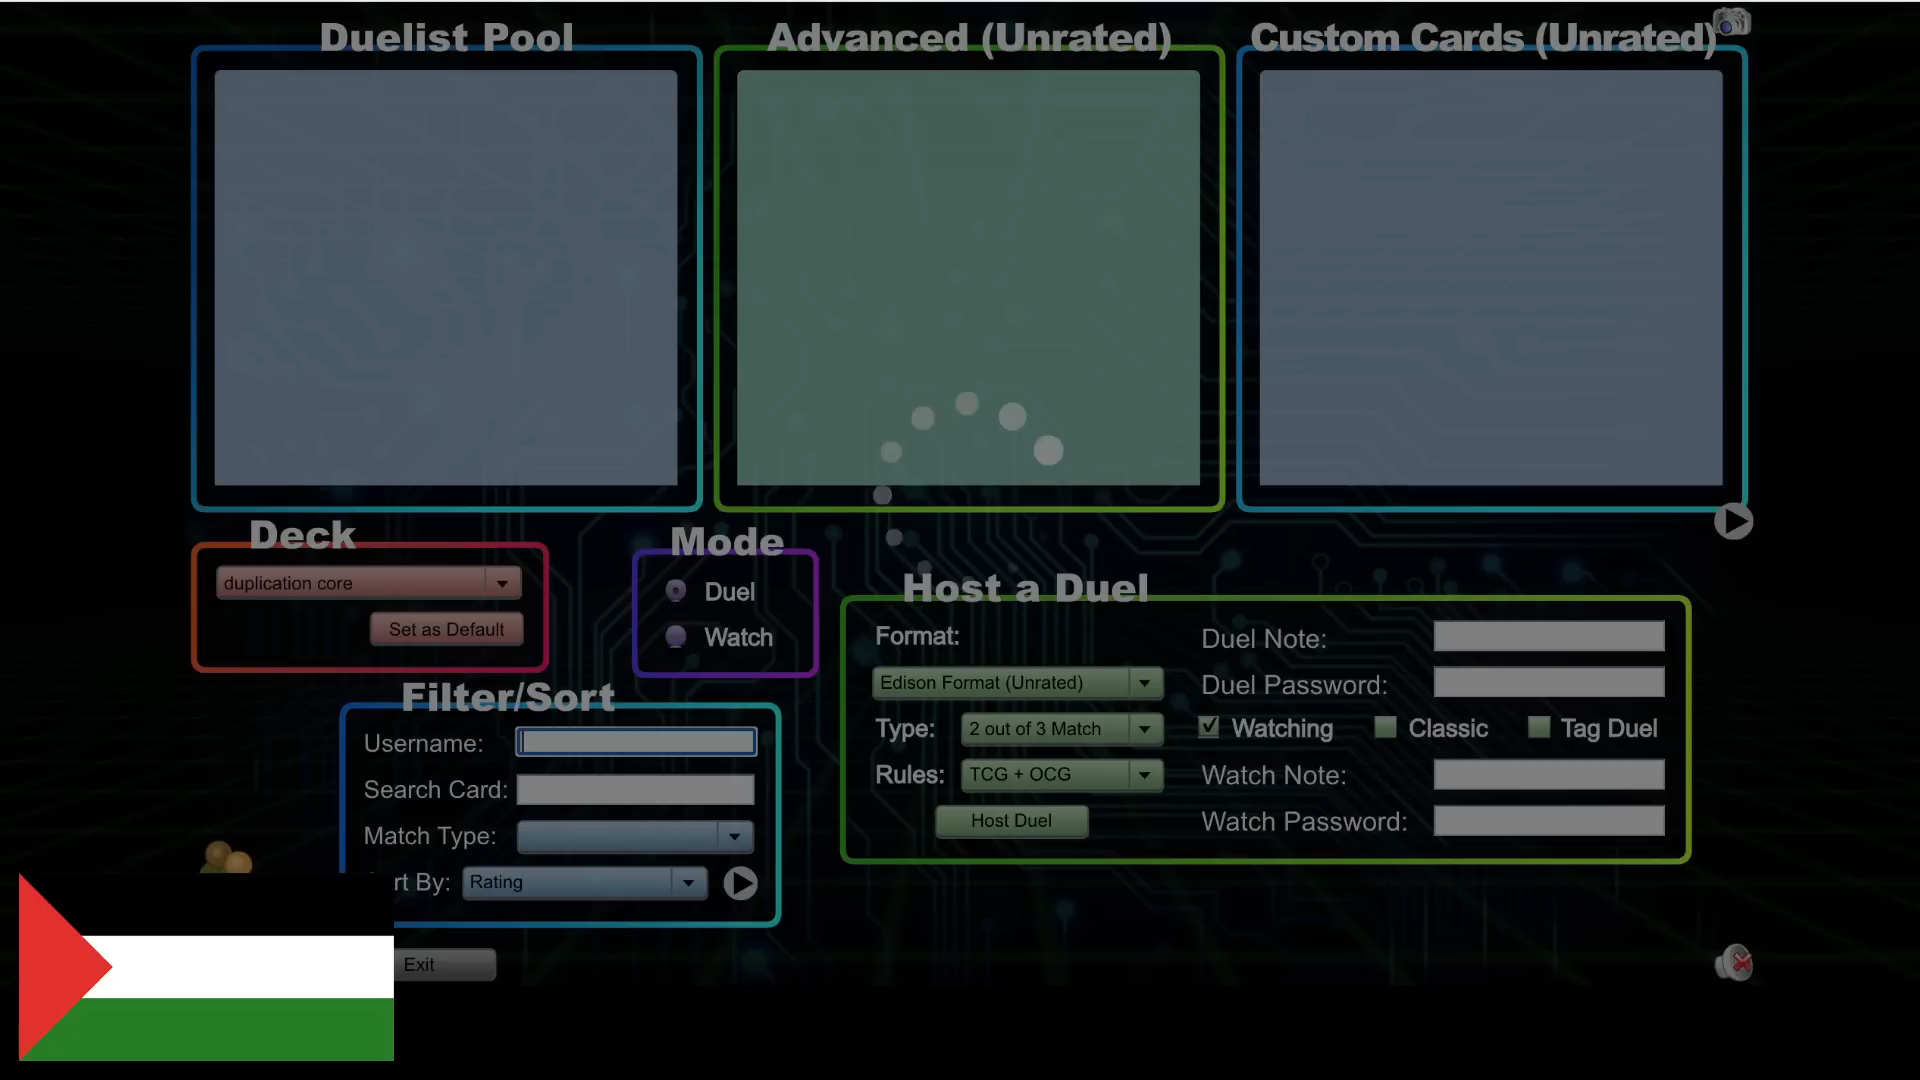 Duelist Pool
Advanced (Unrated)
Custom Cards (Unrated)
Deck
duplication core
Set as Default
Mode
Duel
Watch
Filter/Sort
Username:
Search Card:
Match Type:
rt By: Rating
Exit
Host a Duel
Format:
Edison Format (Unrated)
Type: 2 out of 3 Match
Rules: TCG + OCG
Host Duel
Duel Note:
Duel Password:
Watching Classic Tag Duel
Watch Note:
Watch Password: